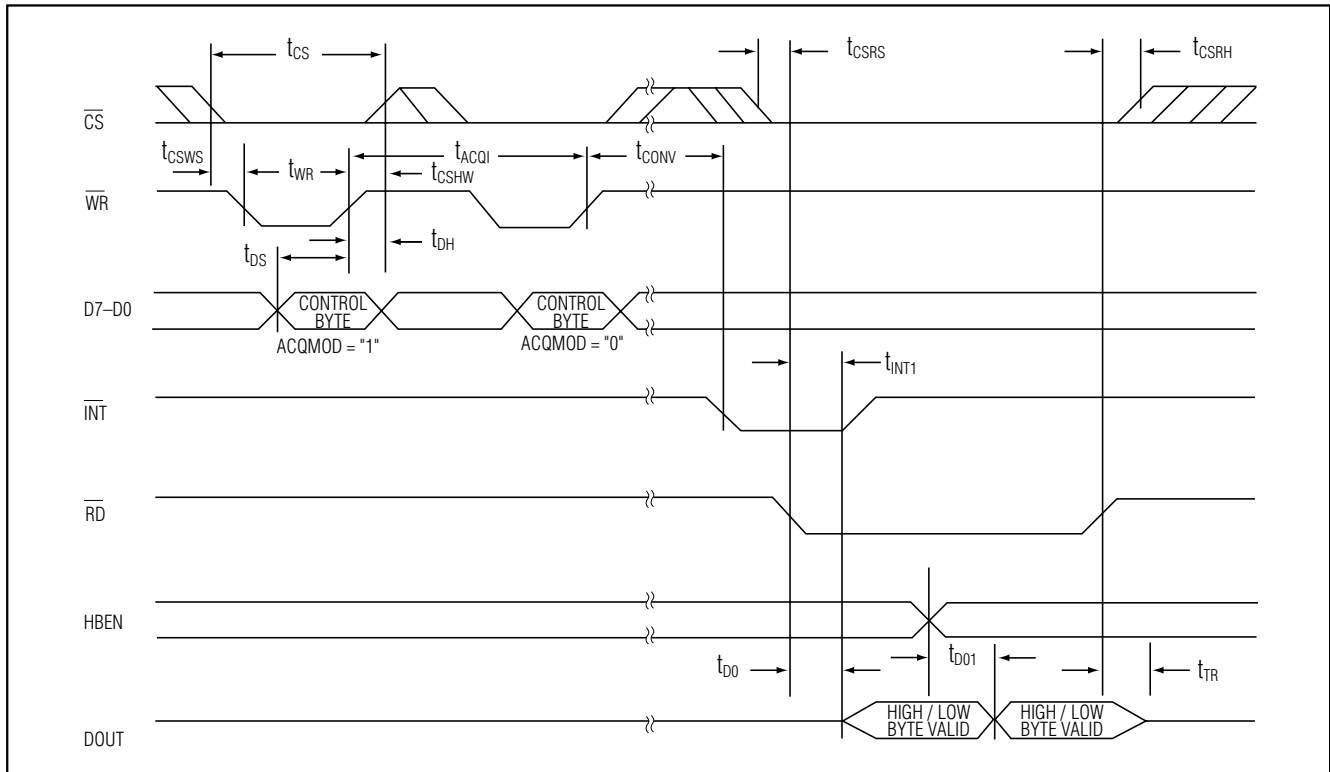 tCS
tCSRS
tCSRH
CS
tCSWS
tWR
tACQI
tCONV
tCSHW
WR
tDH
tDS
D7–D0
CONTROL
BYTE
ACQMOD = "1"
CONTROL
BYTE
ACQMOD = "0"
tINT1
INT
RD
HBEN
tD0
tD01
tTR
HIGH / LOW
BYTE VALID
HIGH / LOW
BYTE VALID
DOUT